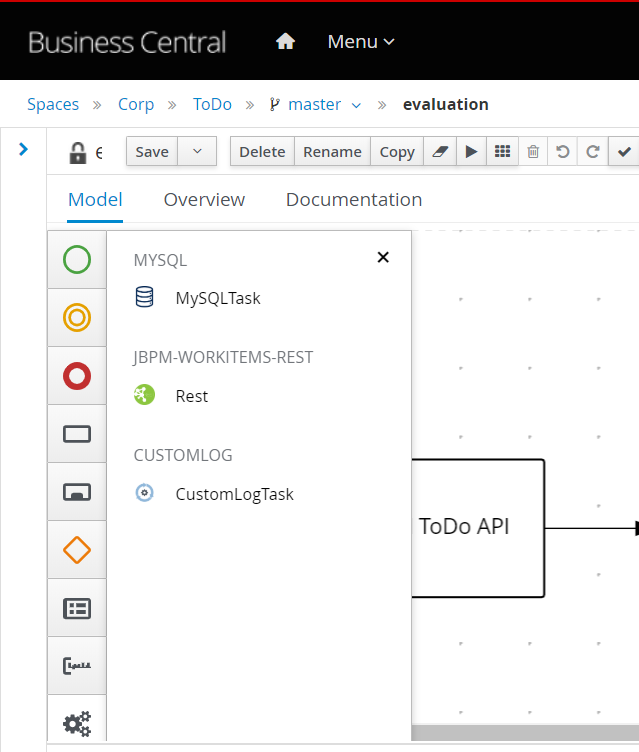 Business Central Menu
Spaces » Corp » ToDo » master » evaluation
Save Delete Rename Copy
Model Overview Documentation
MYSQL
MySQLTask
JBPM-WORKITEMS-REST
Rest
CUSTOMLOG
CustomLogTask
ToDo API